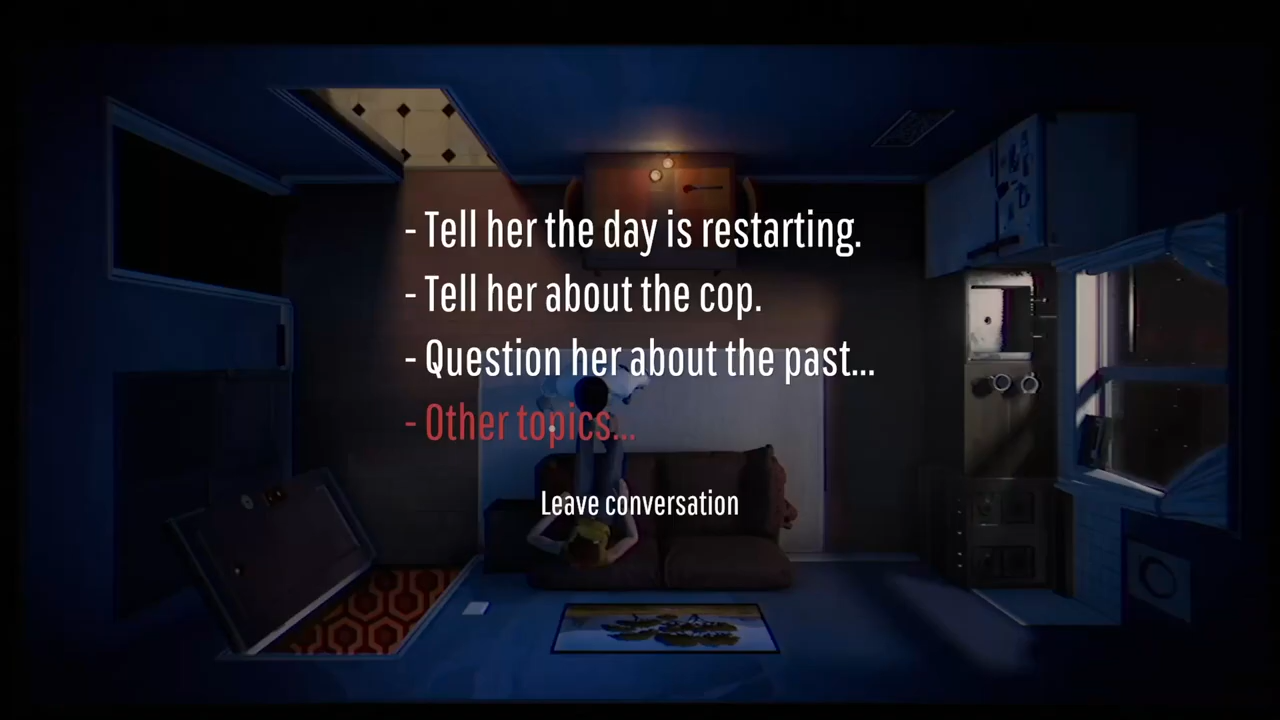 - Tell her the day is restarting.
- Tell her about the cop.
- Question her about the past...
- Other topics...
Leave conversation